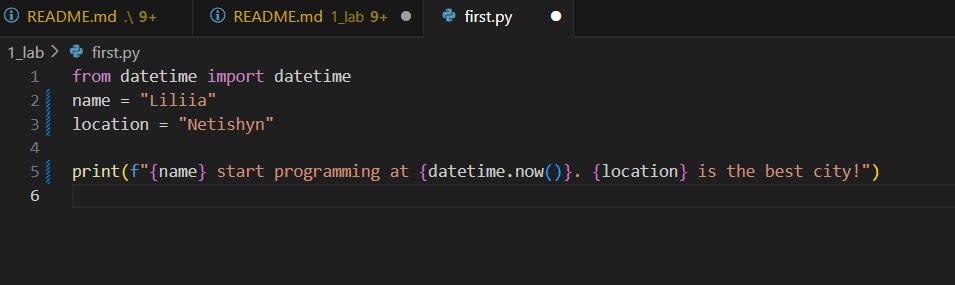 README.md .\ 9+ README.md 1_lab 9+ first.py
1_lab > first.py
1 from datetime import datetime
2 name = "Liliia"
3 location = "Netishyn"
4
5 print(f"{name} start programming at {datetime.now()}. {location} is the best city!")
6